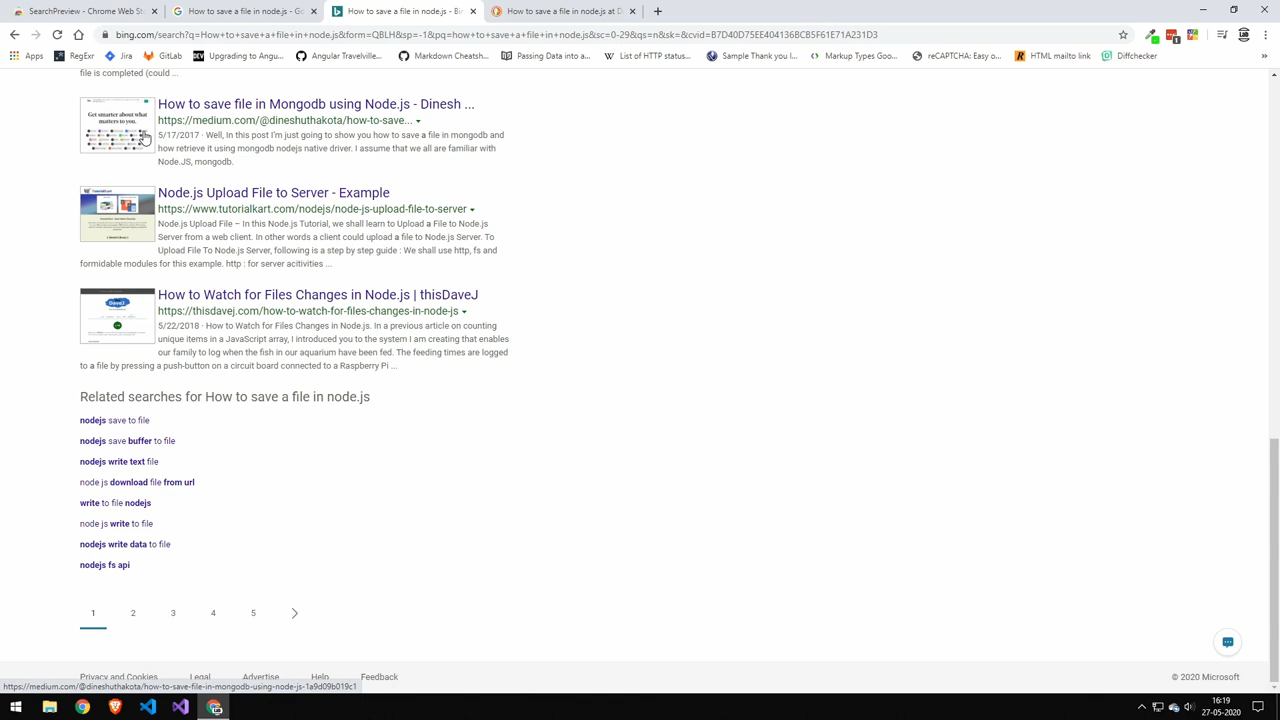 SearchPreview - Chrome Web St
How to save a file in node.js - Go
How to save a file in node.js - Bin
How to save a file in node.js at D
bing.com/search?q=How+to+save+a+file+in+node.js&form=QBLH&sp=-1&pq=how+to+save+a+file+in+node.js&sc=0-29&qs=n&sk=&cvid=B7D40D75EE404136BCB5F61E71A231D3
Apps
RegExr
Jira
GitLab
Upgrading to Angu...
Angular Travelville...
Markdown Cheatsh...
Passing Data into a...
List of HTTP status...
Sample Thank you l...
Markup Types Goo...
reCAPTCHA: Easy o...
HTML mailto link
Diffchecker
file is completed (could ...
How to save file in Mongodb using Node.js - Dinesh ...
https://medium.com/@dineshuthakota/how-to-save...
5/17/2017 · Well, In this post I'm just going to show you how to save a file in mongodb and
how retrieve it using mongodb nodejs native driver. I assume that we all are familiar with
Node.JS, mongodb.
Get smarter about what
matters to you.
Node.js Upload File to Server - Example
https://www.tutorialkart.com/nodejs/node-js-upload-file-to-server
Node.js Upload File – In this Node.js Tutorial, we shall learn to Upload a File to Node.js
Server from a web client. In other words a client could upload a file to Node.js Server. To
Upload File To Node.js Server, following is a step by step guide : We shall use http, fs and
formidable modules for this example. http : for server acitivities ...
How to Watch for Files Changes in Node.js | thisDaveJ
https://thisdavej.com/how-to-watch-for-files-changes-in-node-js
5/22/2018 · How to Watch for Files Changes in Node.js. In a previous article on counting
unique items in a JavaScript array, I introduced you to the system I am creating that enables
our family to log when the fish in our aquarium have been fed. The feeding times are logged
to a file by pressing a push-button on a circuit board connected to a Raspberry Pi ...
Related searches for How to save a file in node.js
nodejs save to file
nodejs save buffer to file
nodejs write text file
node js download file from url
write to file nodejs
node js write to file
nodejs write data to file
nodejs fs api
1 2 3 4 5
Privacy and Cookies Legal Advertise Help Feedback
© 2020 Microsoft
https://medium.com/@dineshuthakota/how-to-save-file-in-mongodb-using-node-js-1a9d09b019c1
16:19
27-05-2020